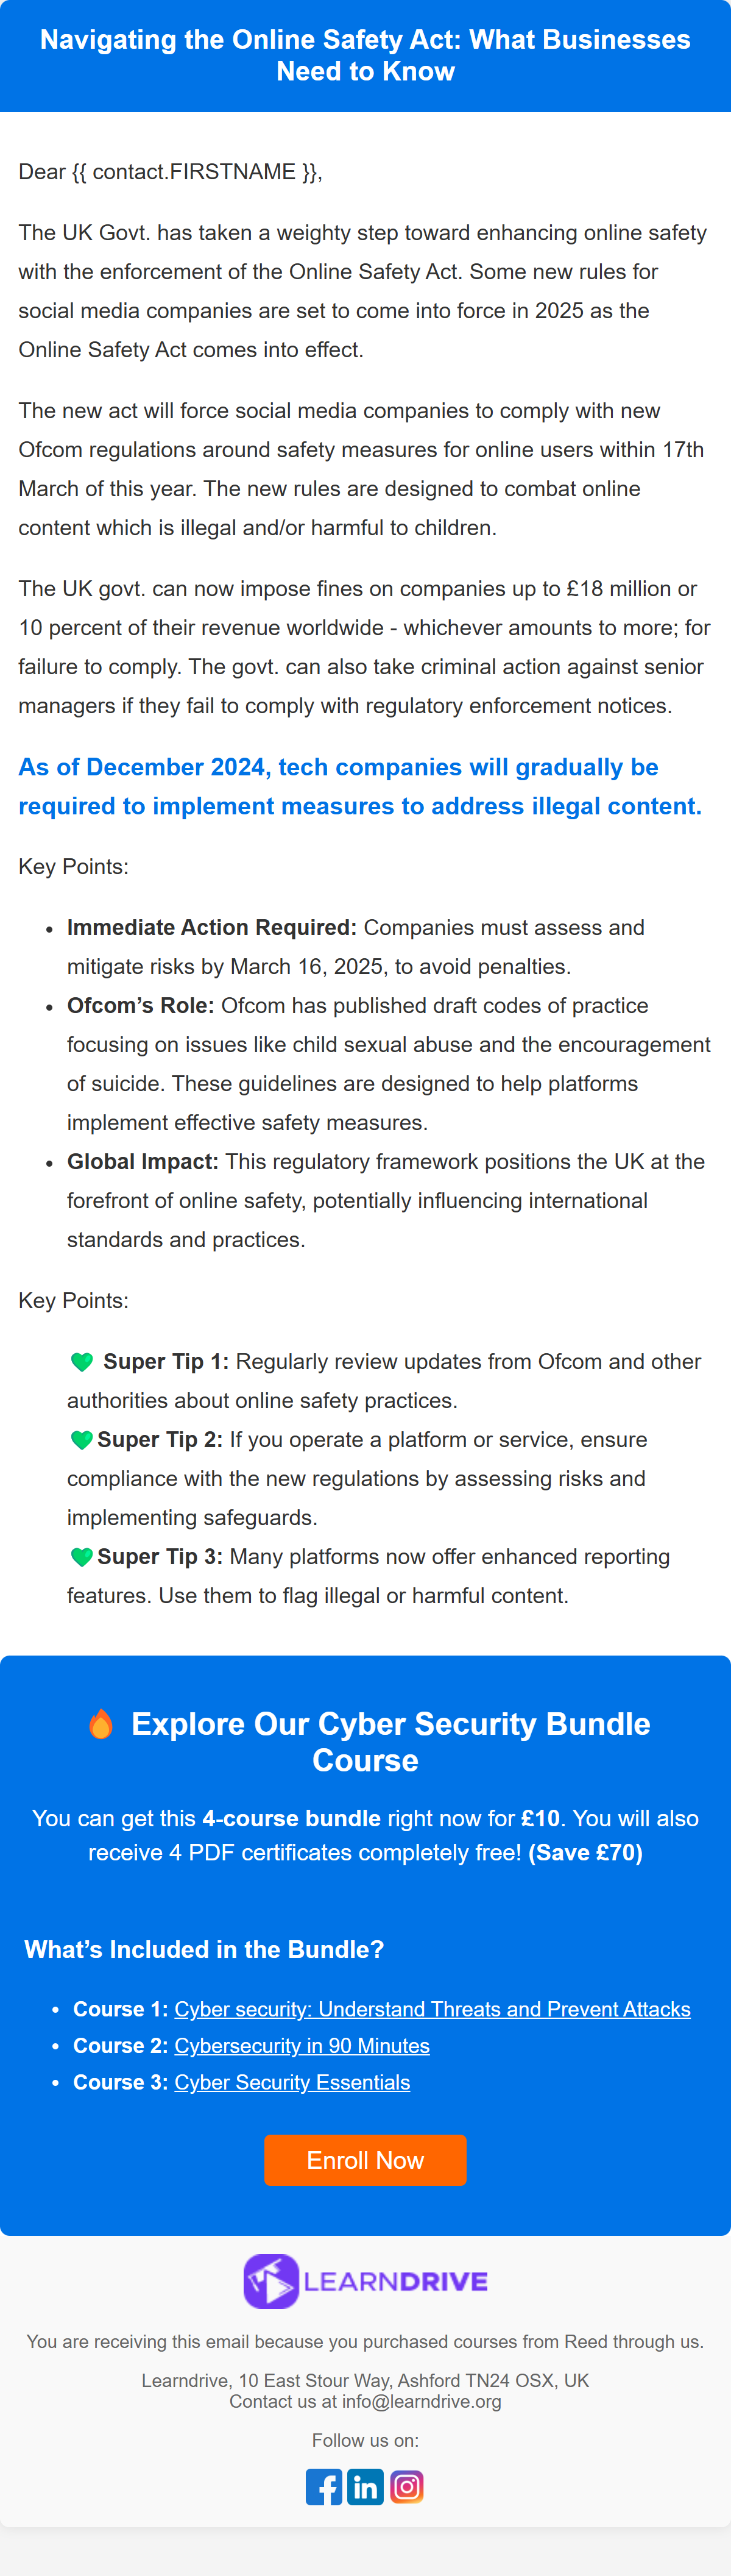 Navigating the Online Safety Act: What Businesses
Need to Know
Dear {{ contact.FIRSTNAME }},
The UK Govt. has taken a weighty step toward enhancing online safety
with the enforcement of the Online Safety Act. Some new rules for
social media companies are set to come into force in 2025 as the
Online Safety Act comes into effect.
The new act will force social media companies to comply with new
Ofcom regulations around safety measures for online users within 17th
March of this year. The new rules are designed to combat online
content which is illegal and/or harmful to children.
The UK govt. can now impose fines on companies up to £18 million or
10 percent of their revenue worldwide - whichever amounts to more; for
failure to comply. The govt. can also take criminal action against senior
managers if they fail to comply with regulatory enforcement notices.
As of December 2024, tech companies will gradually be
required to implement measures to address illegal content.
Key Points:
• Immediate Action Required: Companies must assess and
mitigate risks by March 16, 2025, to avoid penalties.
• Ofcom’s Role: Ofcom has published draft codes of practice
focusing on issues like child sexual abuse and the encouragement
of suicide. These guidelines are designed to help platforms
implement effective safety measures.
• Global Impact: This regulatory framework positions the UK at the
forefront of online safety, potentially influencing international
standards and practices.
Key Points:
💚 Super Tip 1: Regularly review updates from Ofcom and other
authorities about online safety practices.
💚Super Tip 2: If you operate a platform or service, ensure
compliance with the new regulations by assessing risks and
implementing safeguards.
💚Super Tip 3: Many platforms now offer enhanced reporting
features. Use them to flag illegal or harmful content.
🔥 Explore Our Cyber Security Bundle
Course
You can get this 4-course bundle right now for £10. You will also
receive 4 PDF certificates completely free! (Save £70)
What’s Included in the Bundle?
• Course 1: Cyber security: Understand Threats and Prevent Attacks
• Course 2: Cybersecurity in 90 Minutes
• Course 3: Cyber Security Essentials
Enroll Now
LEARNDRIVE
You are receiving this email because you purchased courses from Reed through us.
Learndrive, 10 East Stour Way, Ashford TN24 OSX, UK
Contact us at info@learndrive.org
Follow us on: